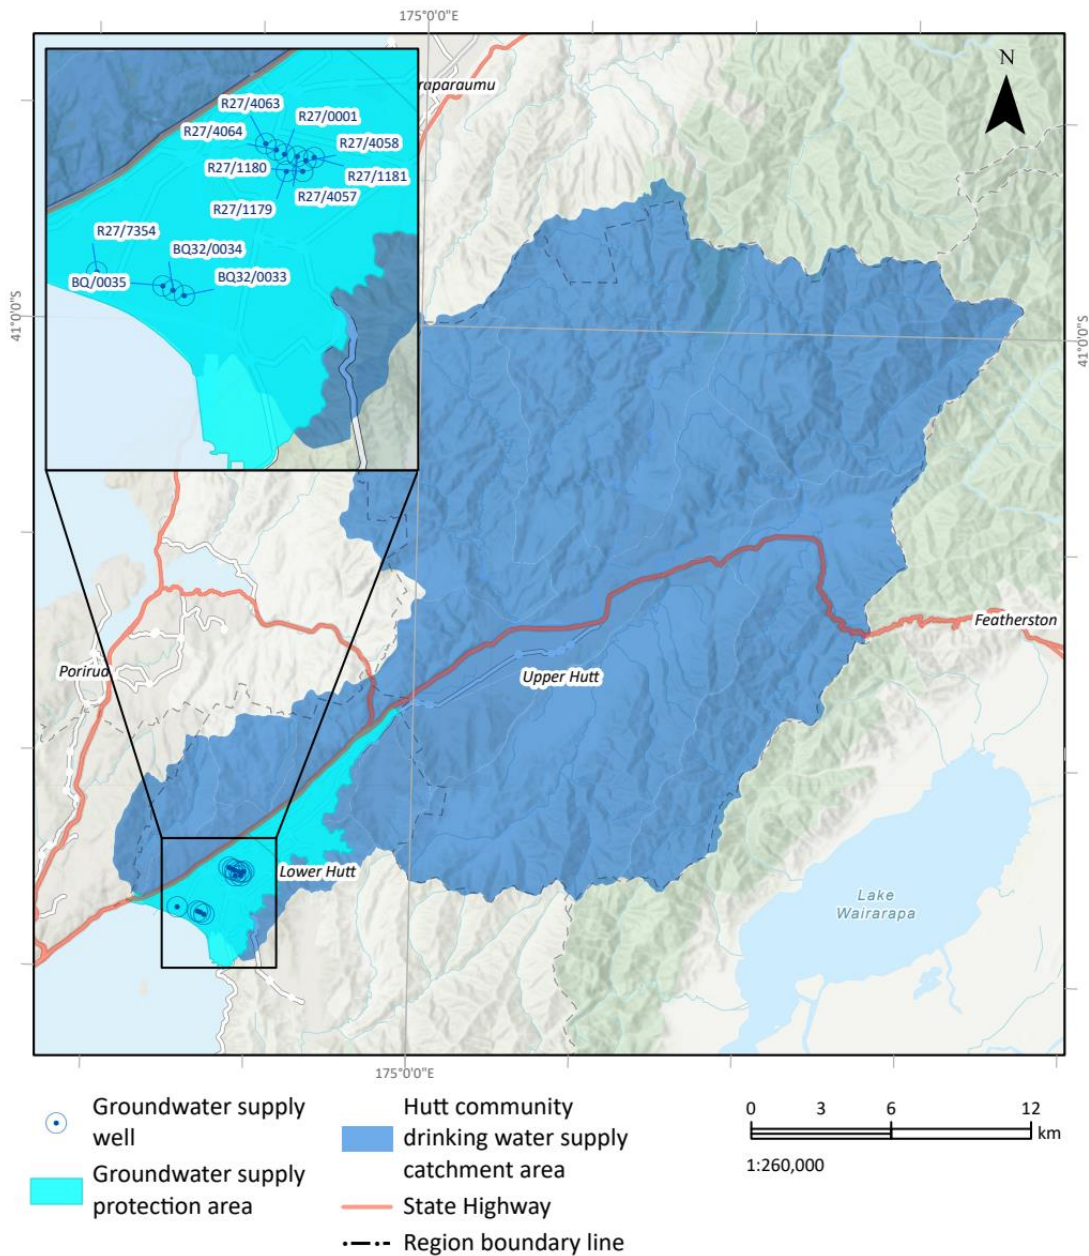 175°0'0"E
raparaumu
N
R27/4063
R27/0001
R27/4064
R27/4058
R27/1180
R27/1181
R27/4057
R27/1179
R27/7354
BQ32/0034
BQ/0035
BQ32/0033
41°0'0"S
41°0'0"S
Featherston
Porirua
Upper Hutt
Lower Hutt
Lake
Wairarapa
175°0'0"E
Groundwater supply
well
Groundwater supply
protection area
Hutt community
drinking water supply
catchment area
State Highway
Region boundary line
0 3 6 12
km
1:260,000